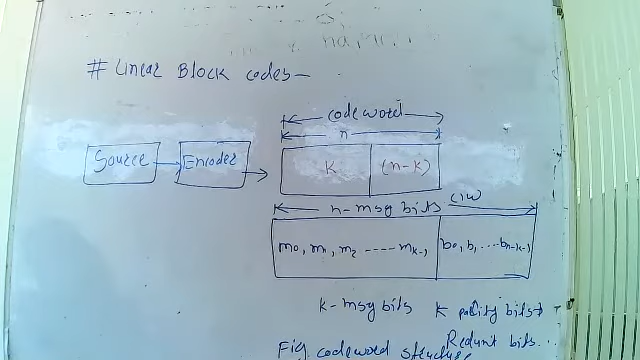 # Linear Block codes—
codeword
n
Source
Encoder
K
(n-k)
n-msg bits
C/W
m0, m1, m2 ----- mk-1
b0, b1 ,....bn-k-1
K-msg bits
K parity bits
Redunt bits...
Fig. codeword structure